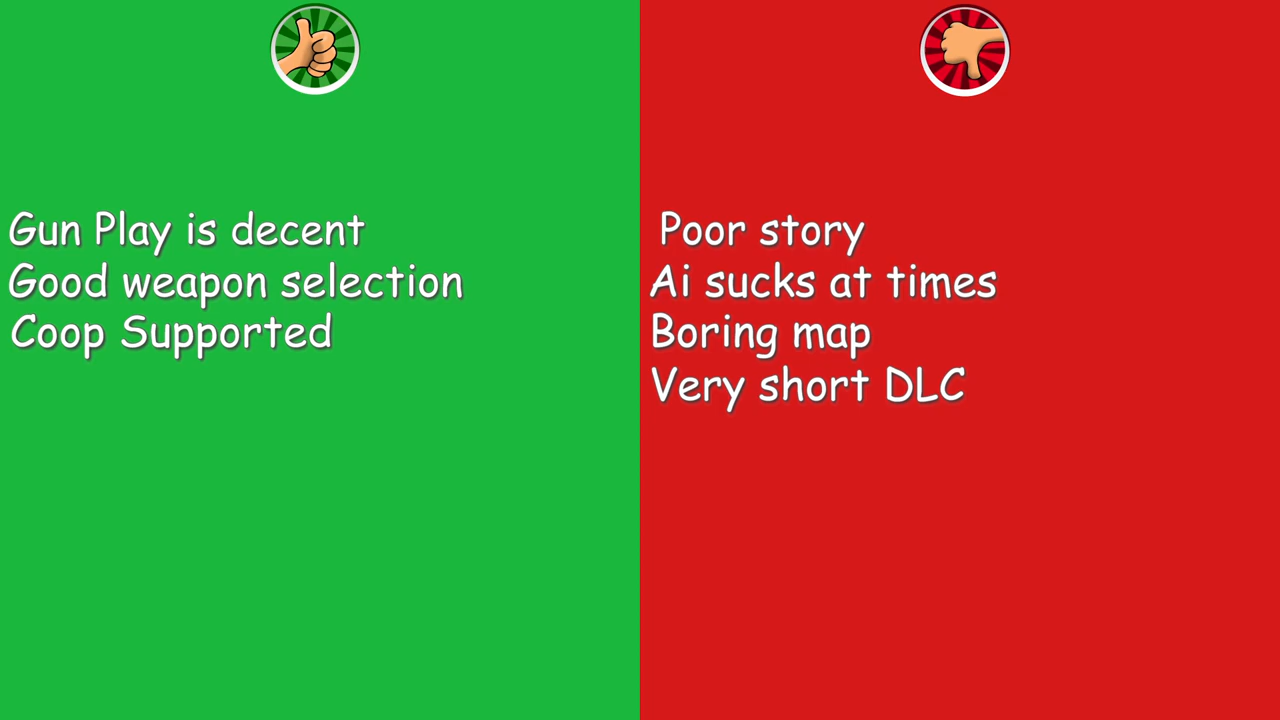 Gun Play is decent
Good weapon selection
Coop Supported
Poor story
Ai sucks at times
Boring map
Very short DLC